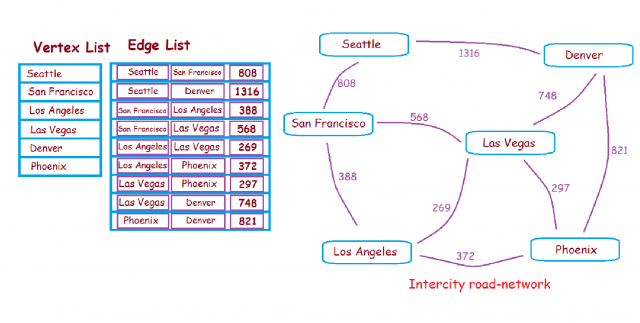 Vertex List
Edge List
Seattle
San Francisco
Los Angeles
Las Vegas
Denver
Phoenix
Seattle San Francisco 808
Seattle Denver 1316
San Francisco Los Angeles 388
San Francisco Las Vegas 568
Los Angeles Las Vegas 269
Los Angeles Phoenix 372
Las Vegas Phoenix 297
Las Vegas Denver 748
Phoenix Denver 821
Seattle
1316
Denver
808
748
San Francisco
568
Las Vegas
821
388
297
269
Los Angeles
372
Phoenix
Intercity road-network